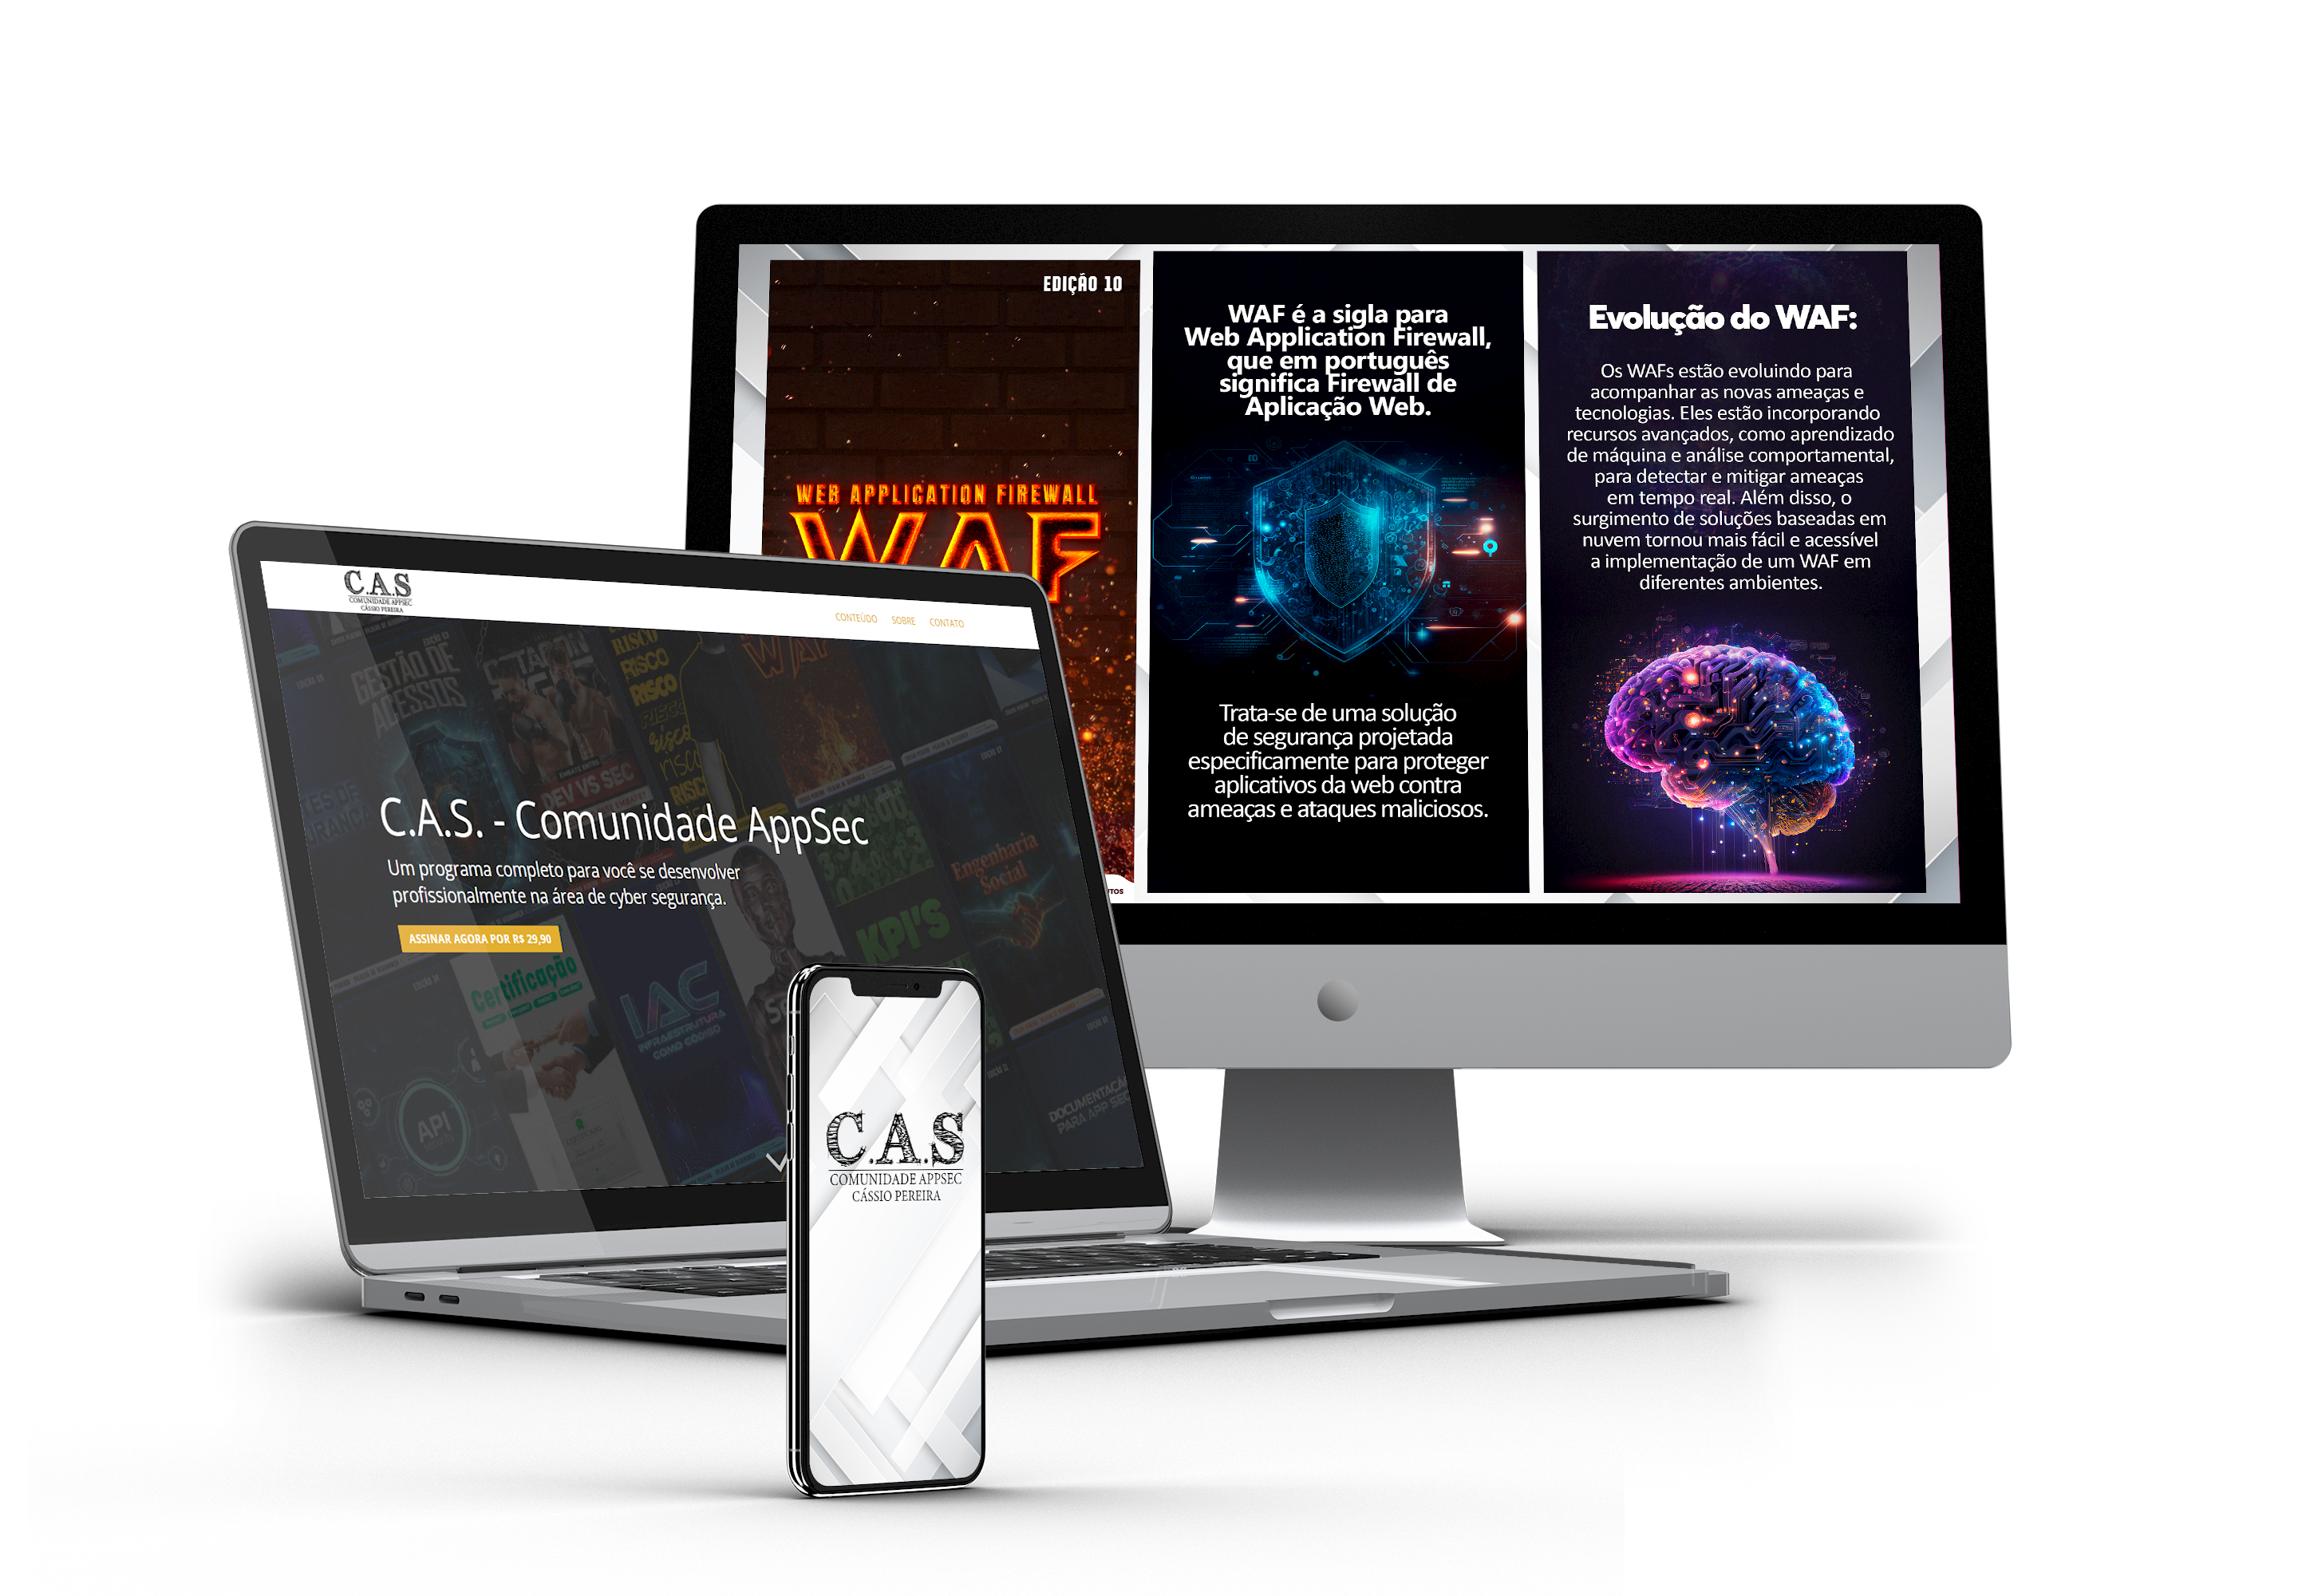 EDIÇÃO 10
WEB APPLICATION FIREWALL
WAF
UTOS
WAF é a sigla para
Web Application Firewall,
que em português
significa Firewall de
Aplicação Web.
Trata-se de uma solução
de segurança projetada
especificamente para proteger
aplicativos da web contra
ameaças e ataques maliciosos.
Evolução do WAF:
Os WAFs estão evoluindo para
acompanhar as novas ameaças e
tecnologias. Eles estão incorporando
recursos avançados, como aprendizado
de máquina e análise comportamental,
para detectar e mitigar ameaças
em tempo real. Além disso, o
surgimento de soluções baseadas em
nuvem tornou mais fácil e acessível
a implementação de um WAF em
diferentes ambientes.
C.A.S
COMUNIDADE APPSEC
CÁSSIO PEREIRA
CONTEÚDO SOBRE CONTATO
GESTÃO DE
ACESSOS
DEV VS SEC
RISCO
RISCO
RISCO
RISCO
WAF
C.A.S. - Comunidade AppSec
Um programa completo para você se desenvolver
profissionalmente na área de cyber segurança.
ASSINAR AGORA POR R$ 29,90
Engenharia
Social
KPI'S
Certificação
IAC
INFRAESTRUTURA
COMO CÓDIGO
API
DOCUMENTAÇÃO
PARA APP SEC
C.A.S
COMUNIDADE APPSEC
CÁSSIO PEREIRA